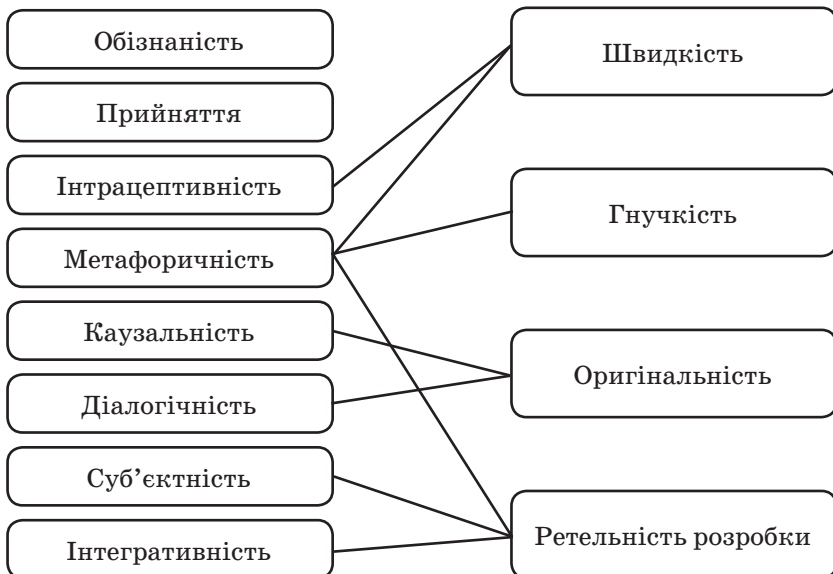 Обізнаність
Прийняття
Інтрацептивність
Метафоричність
Каузальність
Діалогічність
Суб’єктність
Інтегративність
Швидкість
Гнучкість
Оригінальність
Ретельність розробки